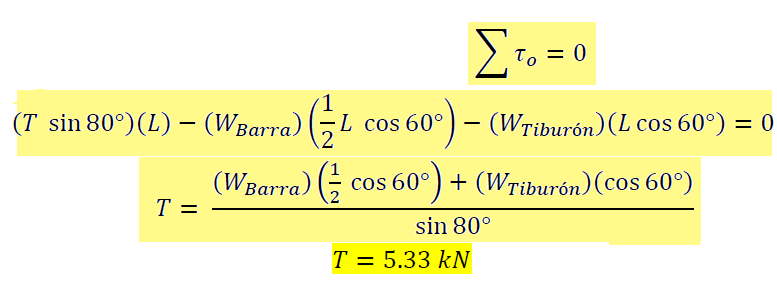 ∑ τₒ = 0
(T sin 80°)(L) − (W_Barra)(1/2 L cos 60°) − (W_Tiburón)(L cos 60°) = 0
T = ((W_Barra)(1/2 cos 60°) + (W_Tiburón)(cos 60°)) / sin 80°
T = 5.33 kN